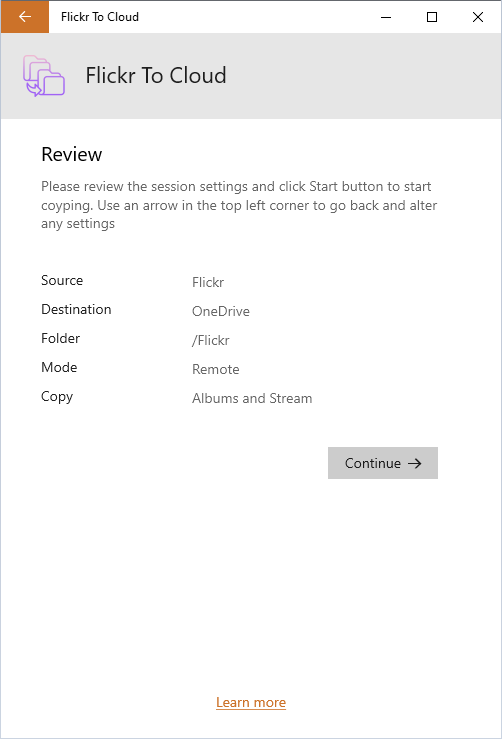 Flickr To Cloud
Flickr To Cloud
Review
Please review the session settings and click Start button to start
coyping. Use an arrow in the top left corner to go back and alter
any settings
Source Flickr
Destination OneDrive
Folder /Flickr
Mode Remote
Copy Albums and Stream
Continue
Learn more